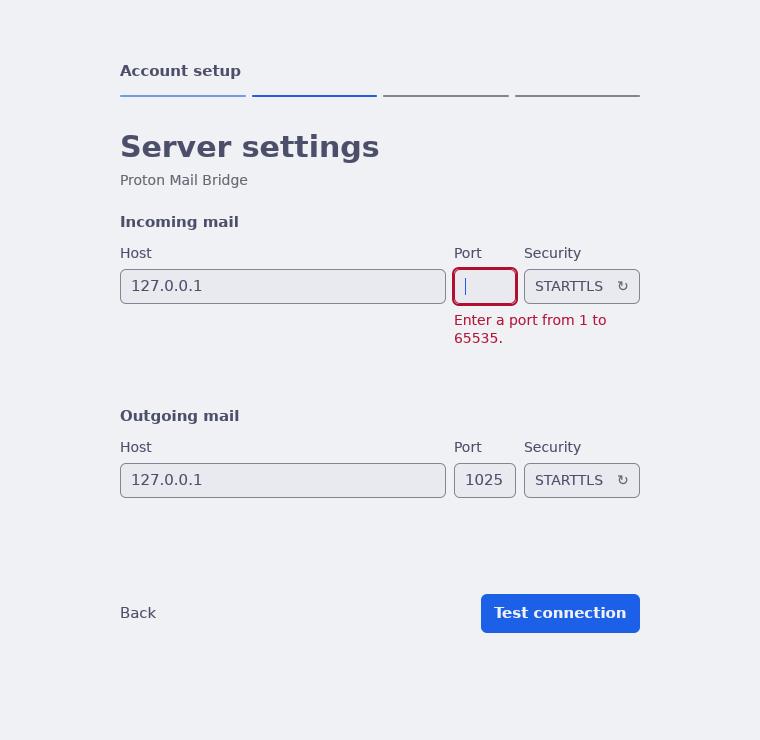 Account setup
Server settings
Proton Mail Bridge
Incoming mail
Host Port Security
127.0.0.1 STARTTLS ↻
Enter a port from 1 to
65535.
Outgoing mail
Host Port Security
127.0.0.1 1025 STARTTLS ↻
Back Test connection